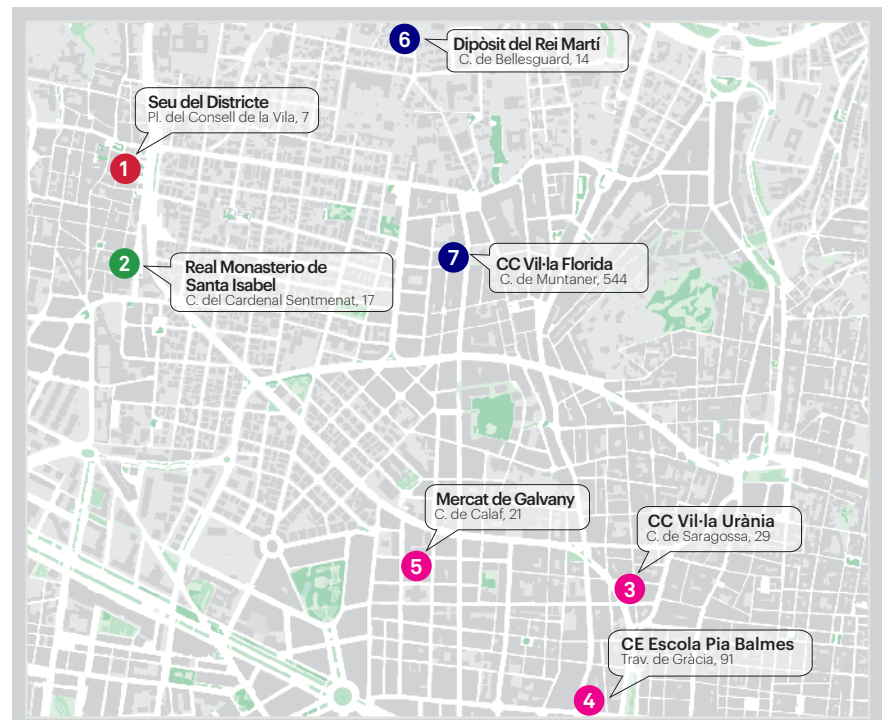 6
Dipòsit del Rei Martí
C. de Bellesguard, 14
Seu del Districte
Pl. del Consell de la Vila, 7
1
2
Real Monasterio de
Santa Isabel
C. del Cardenal Sentmenat, 17
7
CC Vil·la Florida
C. de Muntaner, 544
Mercat de Galvany
C. de Calaf, 21
5
CC Vil·la Urània
C. de Saragossa, 29
3
CE Escola Pia Balmes
Trav. de Gràcia, 91
4